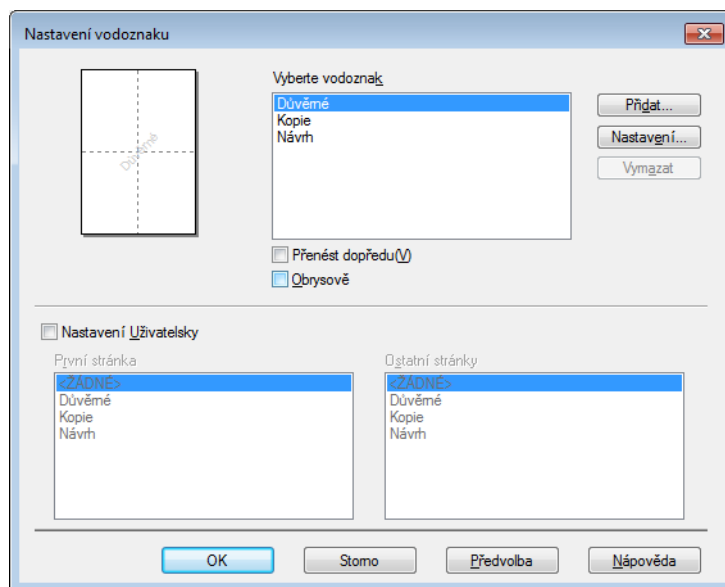 Nastavení vodoznaku
Vyberte vodoznak
Důvěrné
Kopie
Návrh
Přidat...
Nastavení...
Vymazat
Důvěrné
Přenést dopředu(V)
Obrysově
Nastavení Uživatelsky
První stránka
<ŽÁDNÉ>
Důvěrné
Kopie
Návrh
Ostatní stránky
<ŽÁDNÉ>
Důvěrné
Kopie
Návrh
OK
Storno
Předvolba
Nápověda